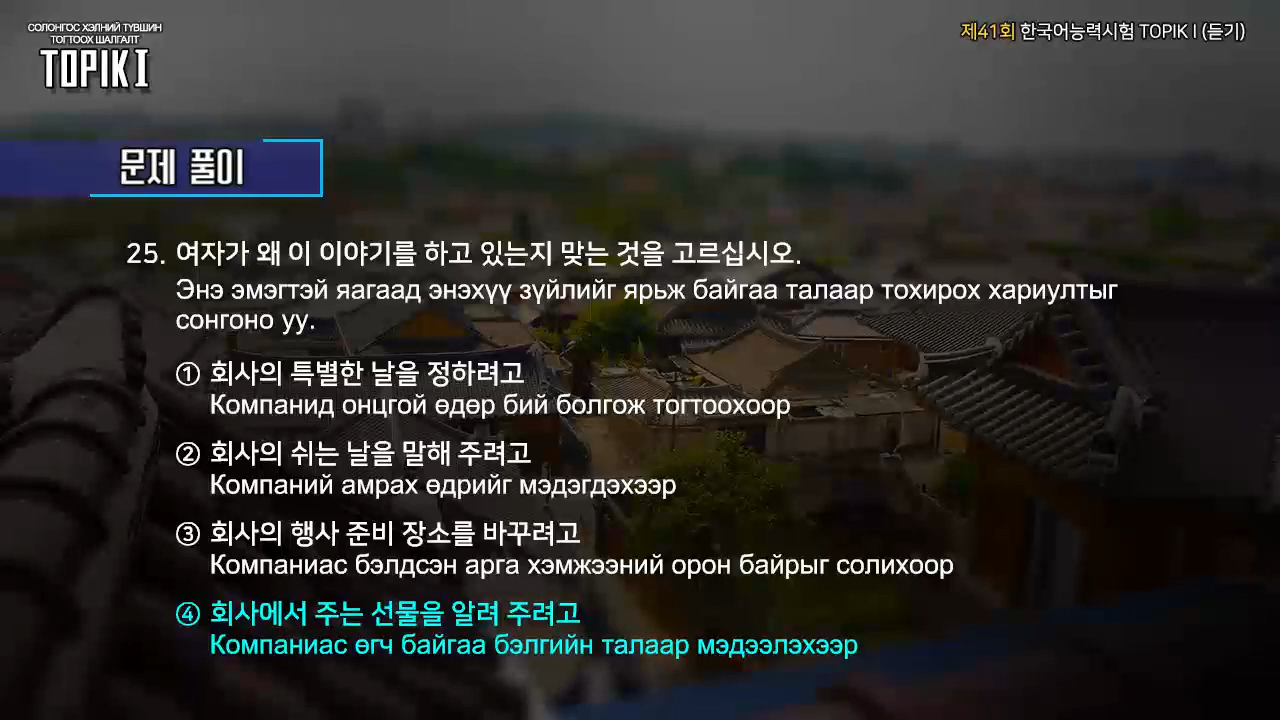 СОЛОНГОС ХЭЛНИЙ ТҮВШИН
ТОГТООХ ШАЛГАЛТ
TOPIK I
제41회 한국어능력시험 TOPIK I (듣기)
문제 풀이
25. 여자가 왜 이 이야기를 하고 있는지 맞는 것을 고르십시오.
Энэ эмэгтэй яагаад энэхүү зүйлийг ярьж байгаа талаар тохирох хариултыг
сонгоно уу.
① 회사의 특별한 날을 정하려고
Компанид онцгой өдөр бий болгож тогтоохоор
② 회사의 쉬는 날을 말해 주려고
Компаний амрах өдрийг мэдэгдэхээр
③ 회사의 행사 준비 장소를 바꾸려고
Компаниас бэлдсэн арга хэмжээний орон байрыг солихоор
④ 회사에서 주는 선물을 알려 주려고
Компаниас өгч байгаа бэлгийн талаар мэдээлэхээр